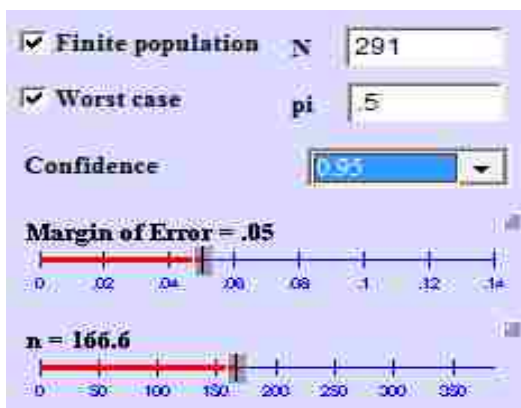 Finite population N 291
Worst case pi .5
Confidence 0.95
Margin of Error = .05
0 .02 .04 .06 .08 .1 .12 .14
n = 166.6
0 50 100 150 200 250 300 350